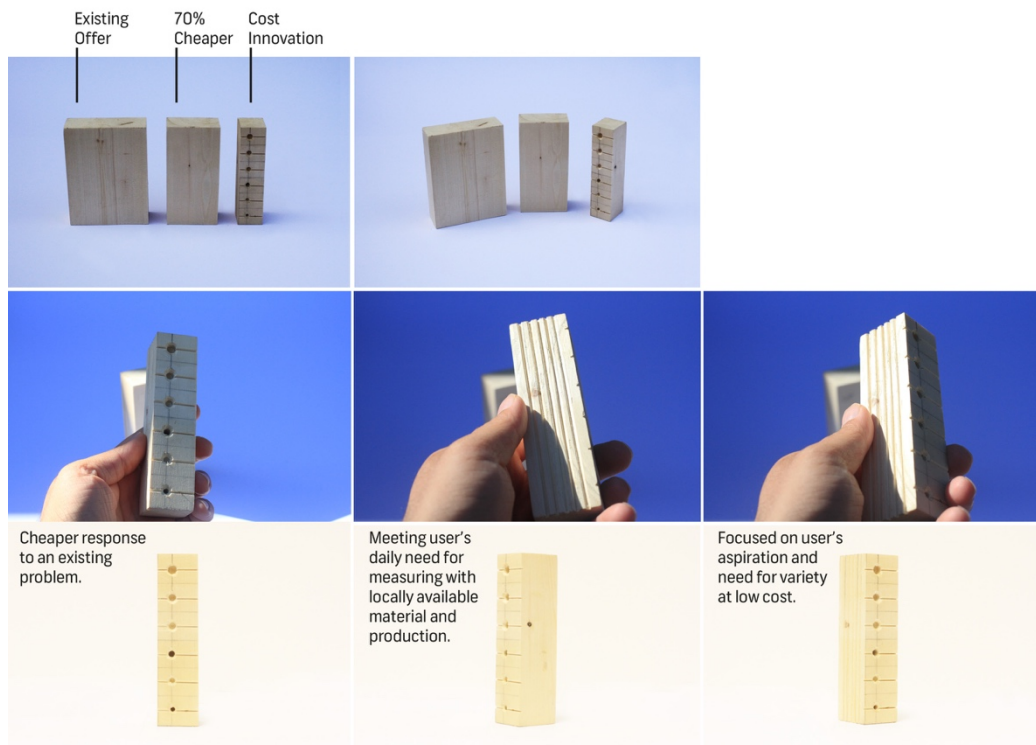 Existing
Offer
70%
Cheaper
Cost
Innovation
Cheaper response
to an existing
problem.
Meeting user's
daily need for
measuring with
locally available
material and
production.
Focused on user's
aspiration and
need for variety
at low cost.